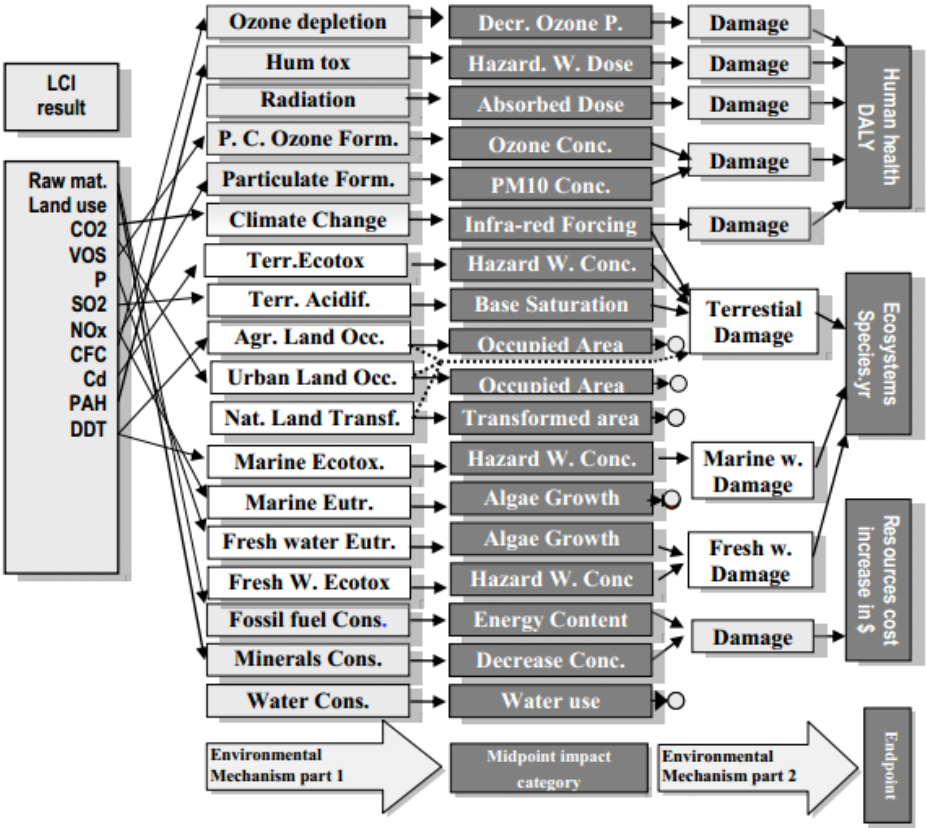 LCI
result
Raw mat.
Land use
CO2
VOS
P
SO2
NOx
CFC
Cd
PAH
DDT
Ozone depletion
Hum tox
Radiation
P. C. Ozone Form.
Particulate Form.
Climate Change
Terr.Ecotox
Terr. Acidif.
Agr. Land Occ.
Urban Land Occ.
Nat. Land Transf.
Marine Ecotox.
Marine Eutr.
Fresh water Eutr.
Fresh W. Ecotox
Fossil fuel Cons.
Minerals Cons.
Water Cons.
Decr. Ozone P.
Hazard. W. Dose
Absorbed Dose
Ozone Conc.
PM10 Conc.
Infra-red Forcing
Hazard W. Conc.
Base Saturation
Occupied Area
Occupied Area
Transformed area
Hazard W. Conc.
Algae Growth
Algae Growth
Hazard W. Conc
Energy Content
Decrease Conc.
Water use
Damage
Damage
Damage
Damage
Damage
Terrestial
Damage
Marine w.
Damage
Fresh w.
Damage
Damage
Human health
DALY
Ecosystems
Species.yr
Resources cost
increase in $
Environmental
Mechanism part 1
Midpoint impact
category
Environmental
Mechanism part 2
Endpoint